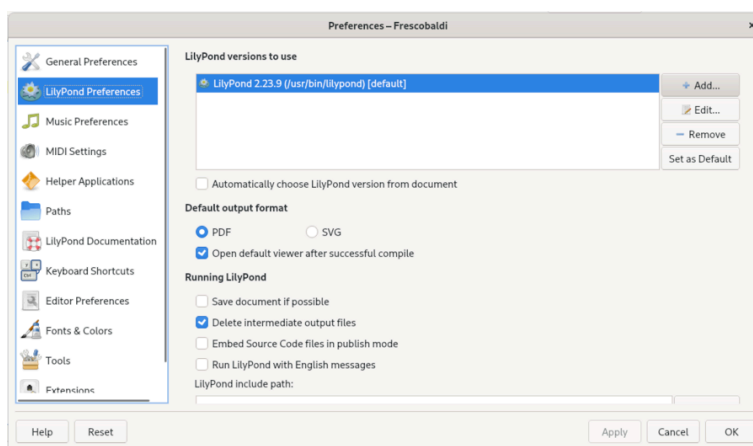 Preferences – Frescobaldi
General Preferences
LilyPond Preferences
Music Preferences
MIDI Settings
Helper Applications
Paths
LilyPond Documentation
Keyboard Shortcuts
Editor Preferences
Fonts & Colors
Tools
Extensions
LilyPond versions to use
LilyPond 2.23.9 (/usr/bin/lilypond) [default]
Add...
Edit...
Remove
Set as Default
Automatically choose LilyPond version from document
Default output format
PDF SVG
Open default viewer after successful compile
Running LilyPond
Save document if possible
Delete intermediate output files
Embed Source Code files in publish mode
Run LilyPond with English messages
LilyPond include path:
Help Reset Apply Cancel OK